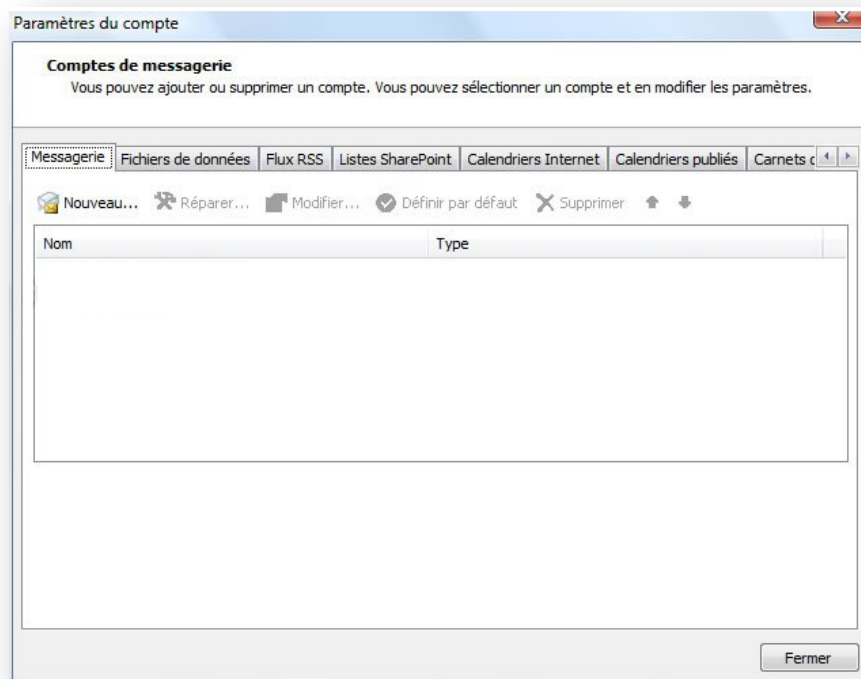 Paramètres du compte
Comptes de messagerie
Vous pouvez ajouter ou supprimer un compte. Vous pouvez sélectionner un compte et en modifier les paramètres.
Messagerie Fichiers de données Flux RSS Listes SharePoint Calendriers Internet Calendriers publiés Carnets
Nouveau... Réparer... Modifier... Définir par défaut Supprimer
Nom Type
Fermer